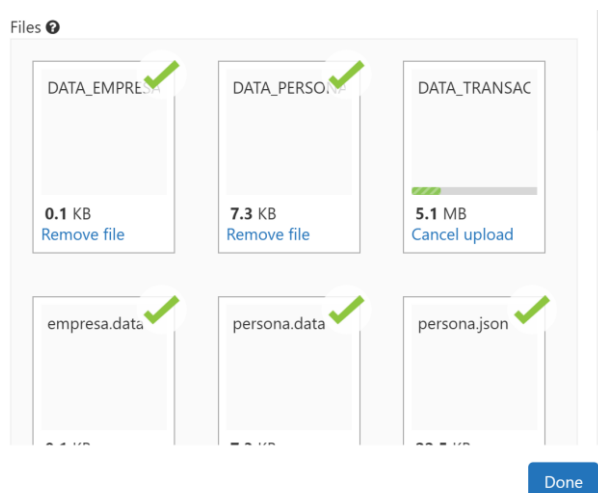 Files
DATA_EMPRESA
DATA_PERSONA
DATA_TRANSAC
0.1 KB
7.3 KB
5.1 MB
Remove file
Remove file
Cancel upload
empresa.data
persona.data
persona.json
Done